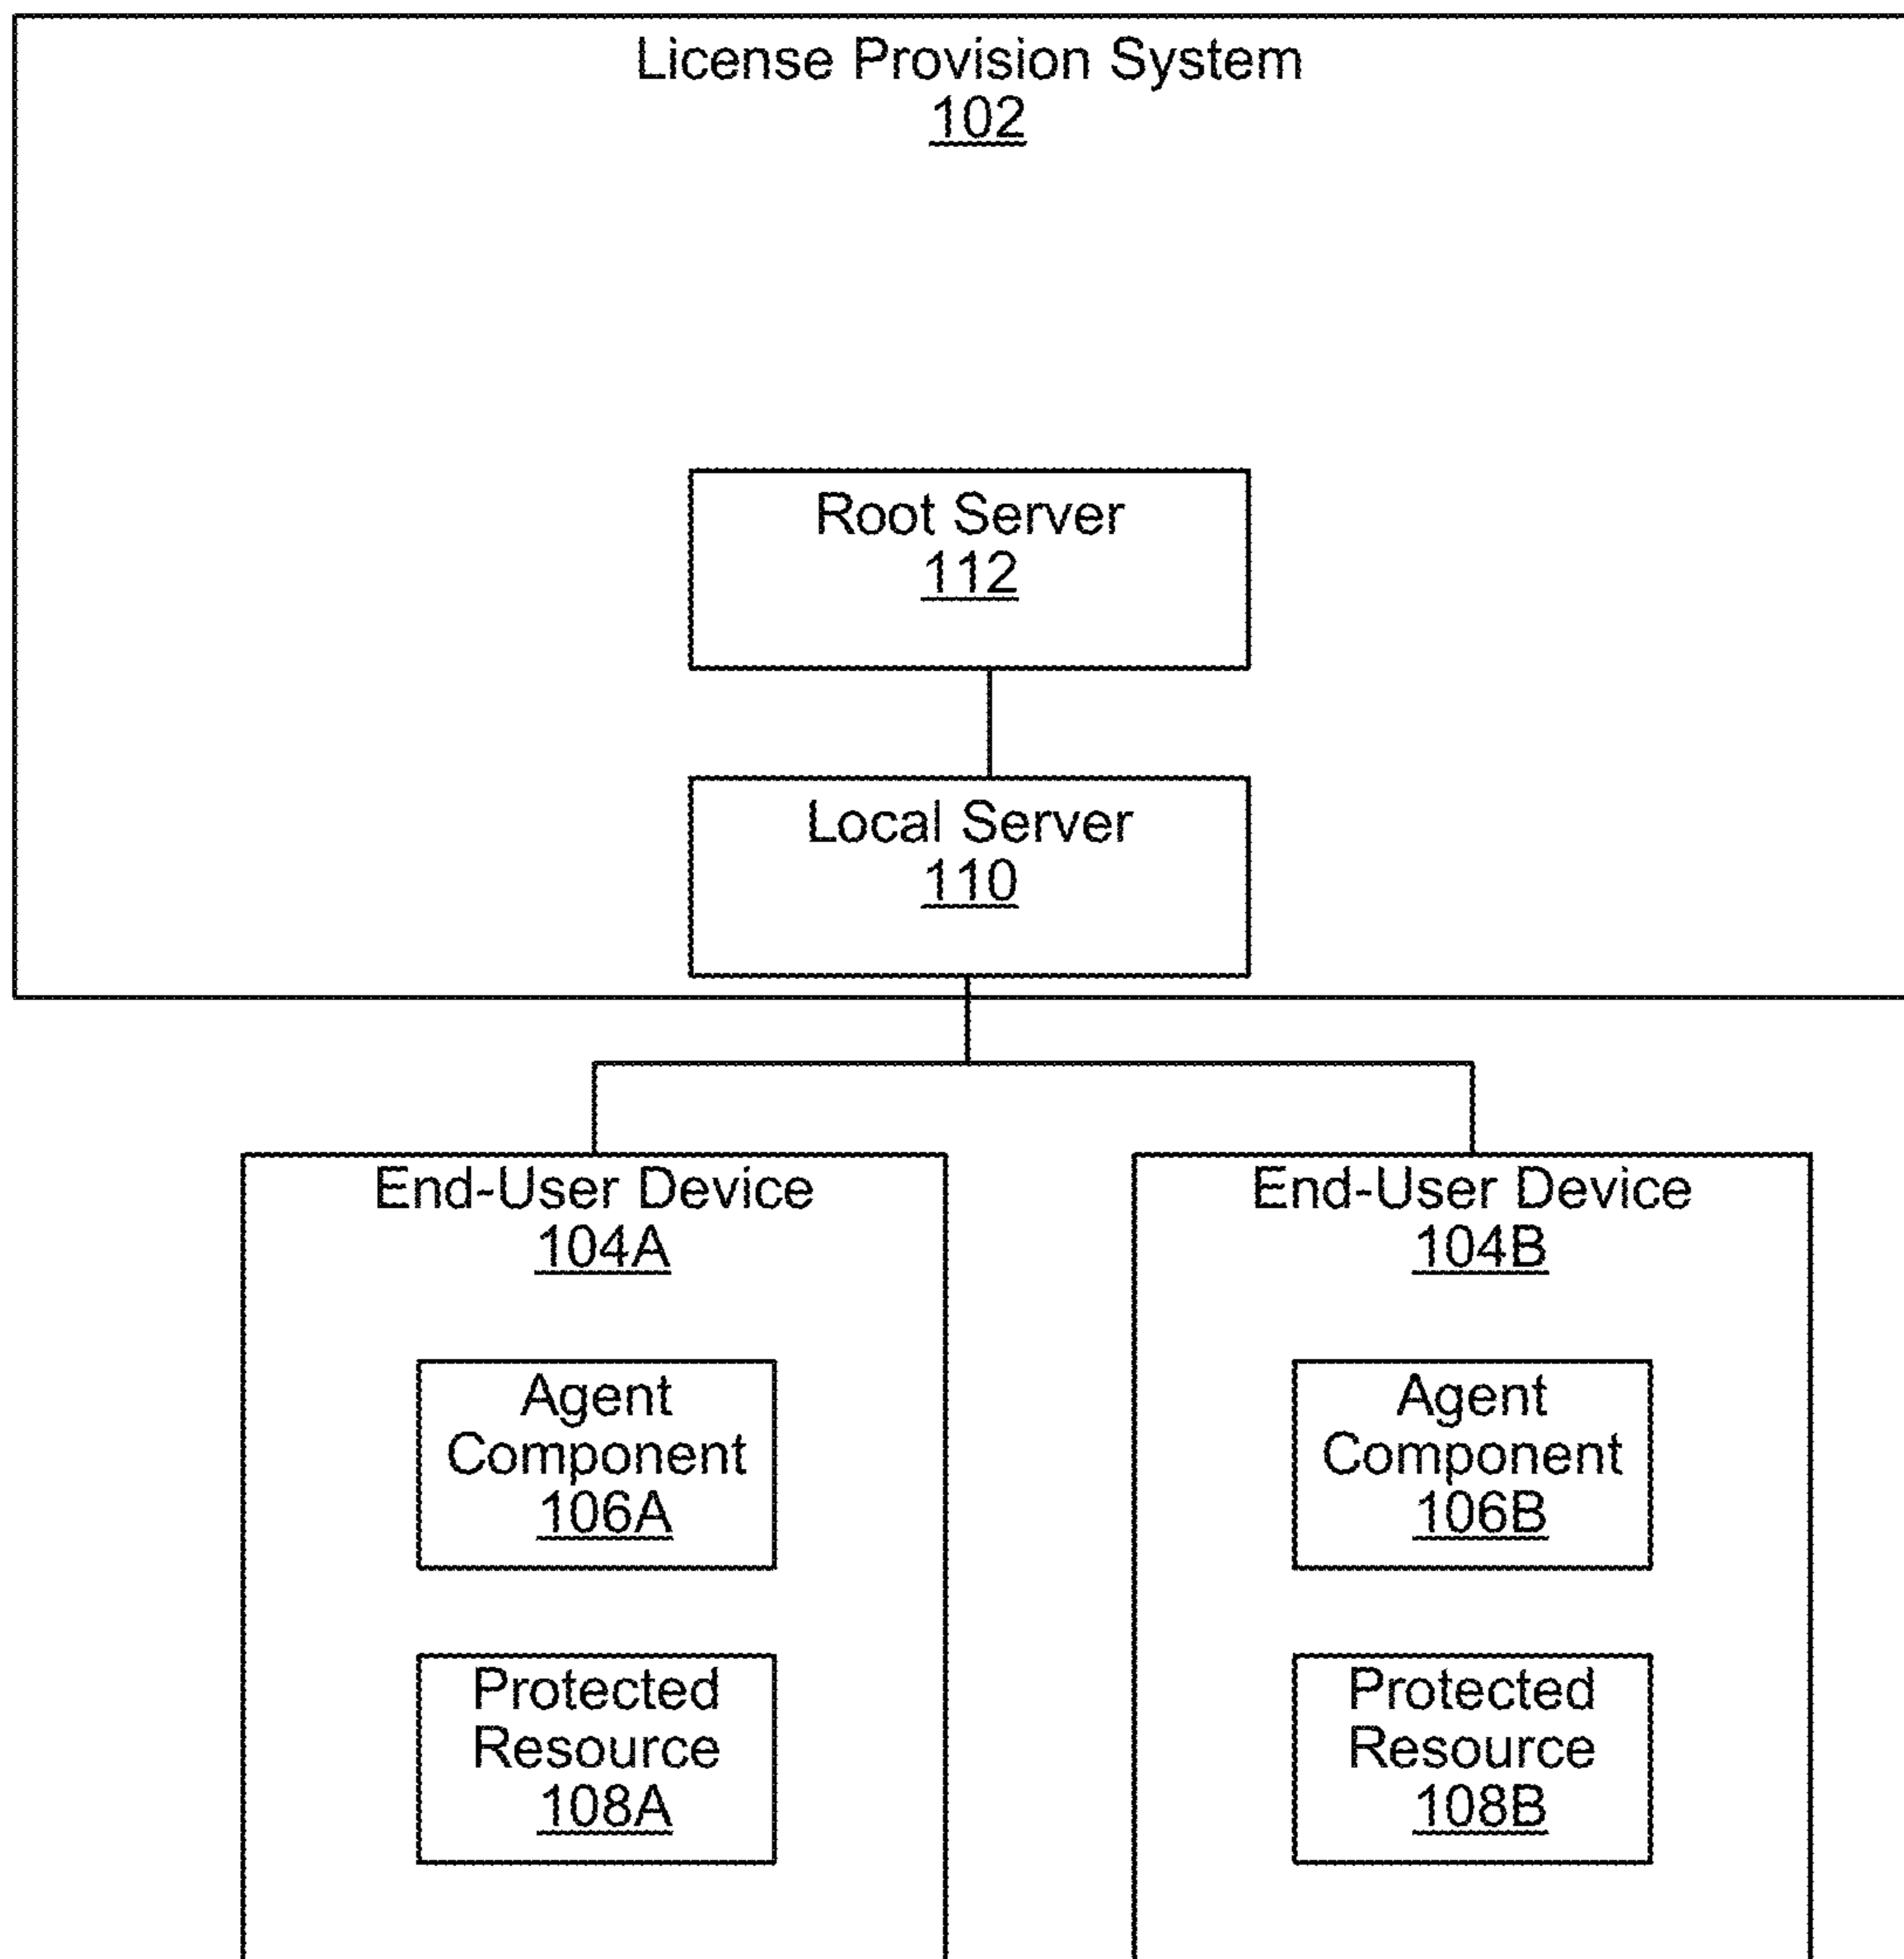 License Provision System
102
Root Server
112
Local Server
110
End-User Device
104A
Agent
Component
106A
Protected
Resource
108A
End-User Device
104B
Agent
Component
106B
Protected
Resource
108B